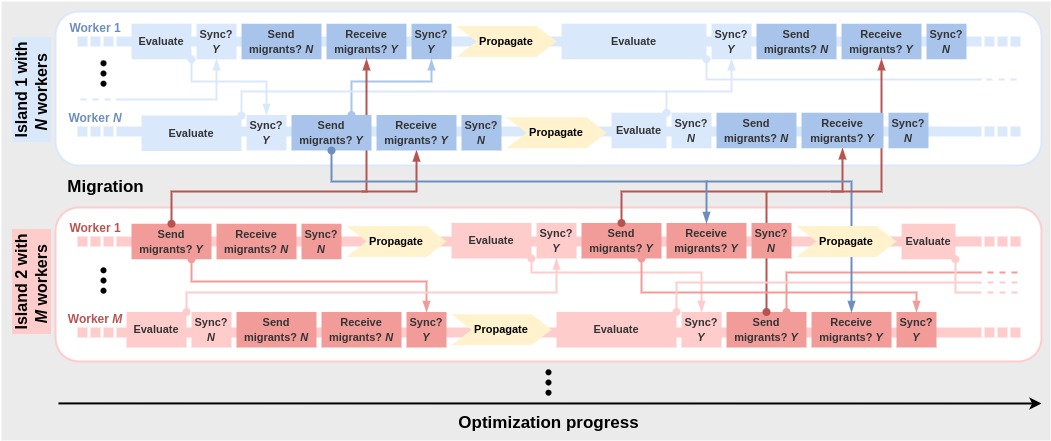 Island 1 with
N workers
Worker 1
Evaluate
Sync?
Y
Send
migrants? N
Receive
migrants? Y
Sync?
Y
Propagate
Evaluate
Sync?
Y
Send
migrants? N
Receive
migrants? Y
Sync?
N
Worker N
Evaluate
Sync?
Y
Send
migrants? Y
Receive
migrants? Y
Sync?
N
Propagate
Evaluate
Sync?
N
Send
migrants? Y
Receive
migrants? Y
Sync?
N
Migration
Island 2 with
M workers
Worker 1
Send
migrants? Y
Receive
migrants? N
Sync?
N
Propagate
Evaluate
Sync?
Y
Send
migrants? Y
Receive
migrants? Y
Sync?
N
Propagate
Evaluate
Worker M
Evaluate
Sync?
N
Send
migrants? N
Receive
migrants? N
Sync?
Y
Propagate
Evaluate
Sync?
Y
Send
migrants? Y
Receive
migrants? Y
Sync?
Y
Optimization progress